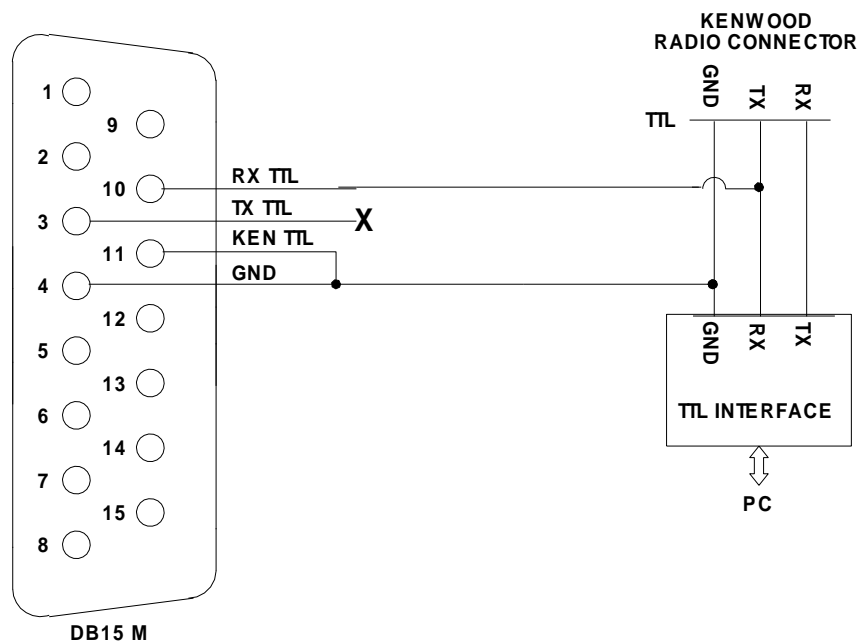 KENWOOD
RADIO CONNECTOR
GND TX RX
TTL
1
9
2
10 RX TTL
3 TX TTL X
11 KEN TTL
4 GND
12
5
13
6
14
7
15
8
GND RX TX
TTL INTERFACE
PC
DB15 M